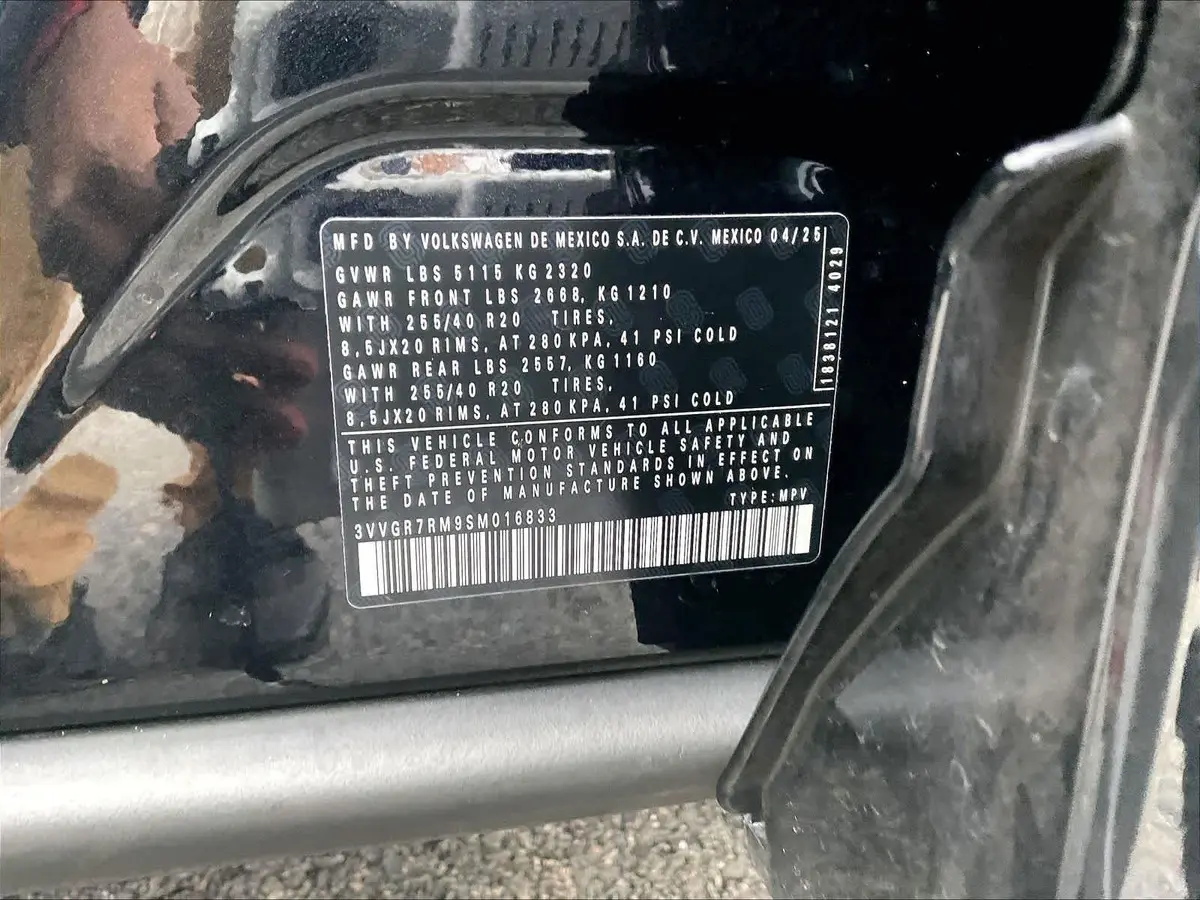 MFD BY VOLKSWAGEN DE MEXICO S.A. DE C.V. MEXICO 04/25
GVWR LBS 5115 KG 2320
GAWR FRONT LBS 2668, KG 1210
WITH 255/40 R20 TIRES,
8,5JX20 RIMS, AT 280 KPA, 41 PSI COLD
GAWR REAR LBS 2557, KG 1160
WITH 255/40 R20 TIRES,
8,5JX20 RIMS, AT 280 KPA, 41 PSI COLD
1838121 4029
THIS VEHICLE CONFORMS TO ALL APPLICABLE
U.S. FEDERAL MOTOR VEHICLE SAFETY AND
THEFT PREVENTION STANDARDS IN EFFECT ON
THE DATE OF MANUFACTURE SHOWN ABOVE.
TYPE: MPV
3VVGR7RM9SM016833